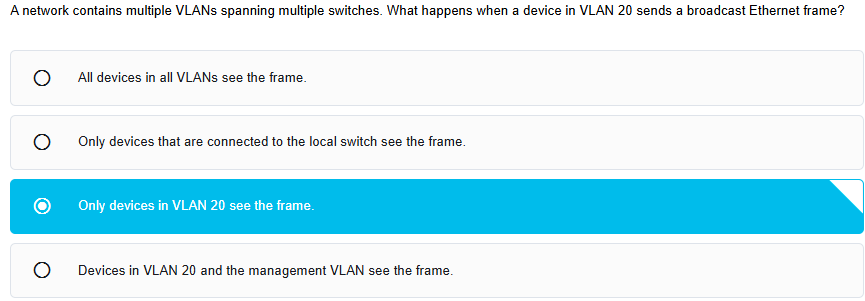 A network contains multiple VLANs spanning multiple switches. What happens when a device in VLAN 20 sends a broadcast Ethernet frame?
All devices in all VLANs see the frame.
Only devices that are connected to the local switch see the frame.
Only devices in VLAN 20 see the frame.
Devices in VLAN 20 and the management VLAN see the frame.